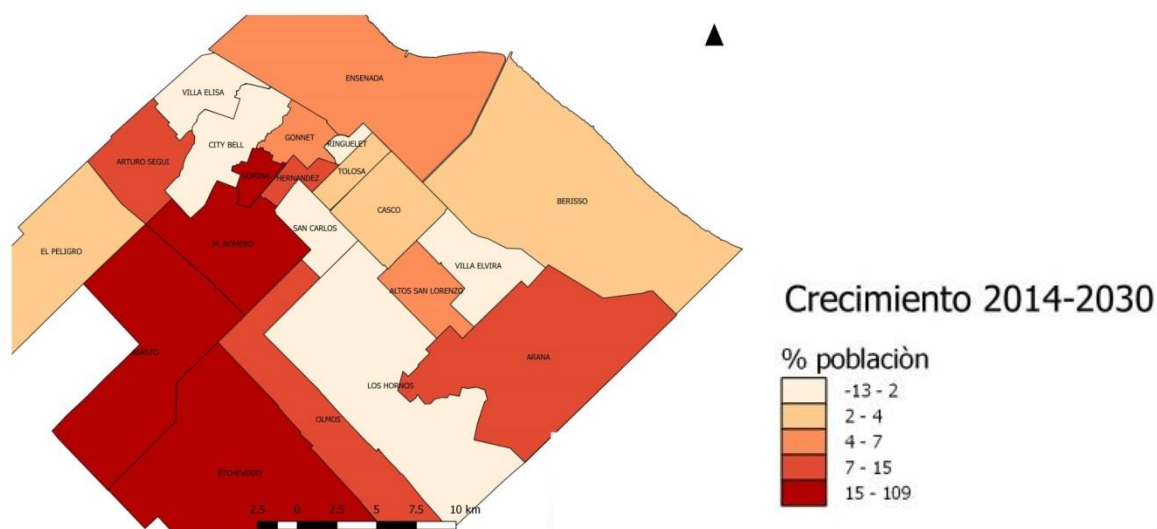 ENSENADA
VILLA ELISA
CITY BELL
GONNET
RINGUELET
ARTURO SEGUI
TOLOSA
GORINA
HERNANDEZ
BERISSO
CASCO
SAN CARLOS
EL PELIGRO
M. ROMERO
VILLA ELVIRA
ALTOS SAN LORENZO
ABASTO
ARANA
LOS HORNOS
OLMOS
ETCHEVERRY
2.5 0 2.5 5 7.5 10 km
Crecimiento 2014-2030
% poblaciòn
-13 - 2
2 - 4
4 - 7
7 - 15
15 - 109